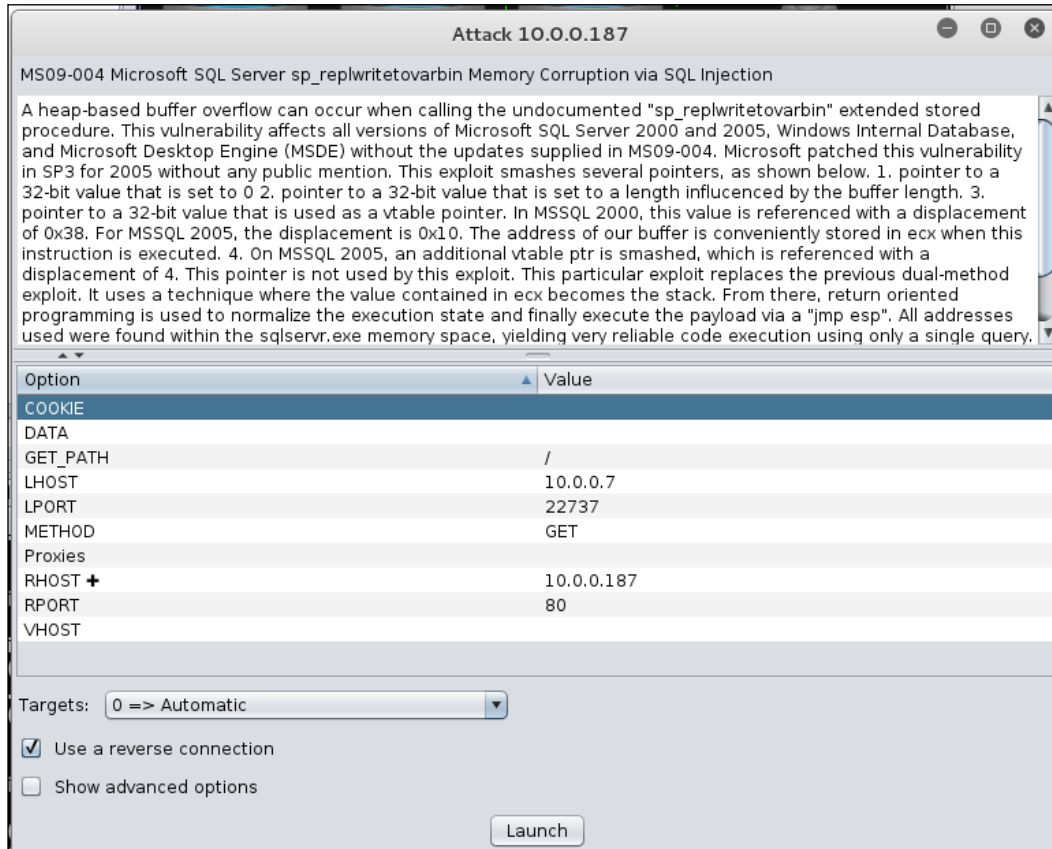 Attack 10.0.0.187
MS09-004 Microsoft SQL Server sp_replwritetovarbin Memory Corruption via SQL Injection
A heap-based buffer overflow can occur when calling the undocumented "sp_replwritetovarbin" extended stored
procedure. This vulnerability affects all versions of Microsoft SQL Server 2000 and 2005, Windows Internal Database,
and Microsoft Desktop Engine (MSDE) without the updates supplied in MS09-004. Microsoft patched this vulnerability
in SP3 for 2005 without any public mention. This exploit smashes several pointers, as shown below. 1. pointer to a
32-bit value that is set to 0 2. pointer to a 32-bit value that is set to a length influcenced by the buffer length. 3.
pointer to a 32-bit value that is used as a vtable pointer. In MSSQL 2000, this value is referenced with a displacement
of 0x38. For MSSQL 2005, the displacement is 0x10. The address of our buffer is conveniently stored in ecx when this
instruction is executed. 4. On MSSQL 2005, an additional vtable ptr is smashed, which is referenced with a
displacement of 4. This pointer is not used by this exploit. This particular exploit replaces the previous dual-method
exploit. It uses a technique where the value contained in ecx becomes the stack. From there, return oriented
programming is used to normalize the execution state and finally execute the payload via a "jmp esp". All addresses
used were found within the sqlservr.exe memory space, yielding very reliable code execution using only a single query.
Option Value
COOKIE
DATA
GET_PATH /
LHOST 10.0.0.7
LPORT 22737
METHOD GET
Proxies
RHOST ✚ 10.0.0.187
RPORT 80
VHOST
Targets: 0 => Automatic
Use a reverse connection
Show advanced options
Launch